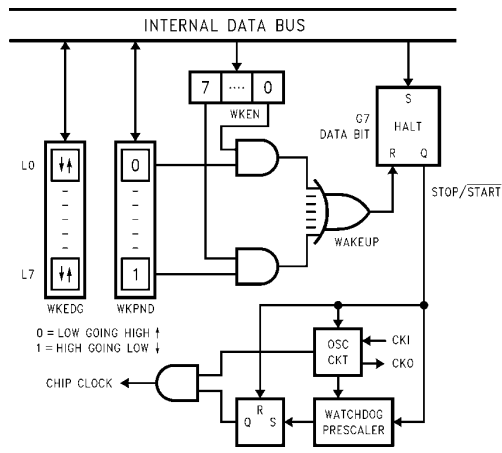 INTERNAL DATA BUS
7 .... 0
WKEN
S
G7
DATA BIT
HALT
R Q
STOP/START
L0
↓↑
0
L7
↓↑
1
WKEDG
WKPND
WAKEUP
0 = LOW GOING HIGH ↑
1 = HIGH GOING LOW ↓
OSC
CKT
CKI
CKO
CHIP CLOCK
R
Q S
WATCHDOG
PRESCALER